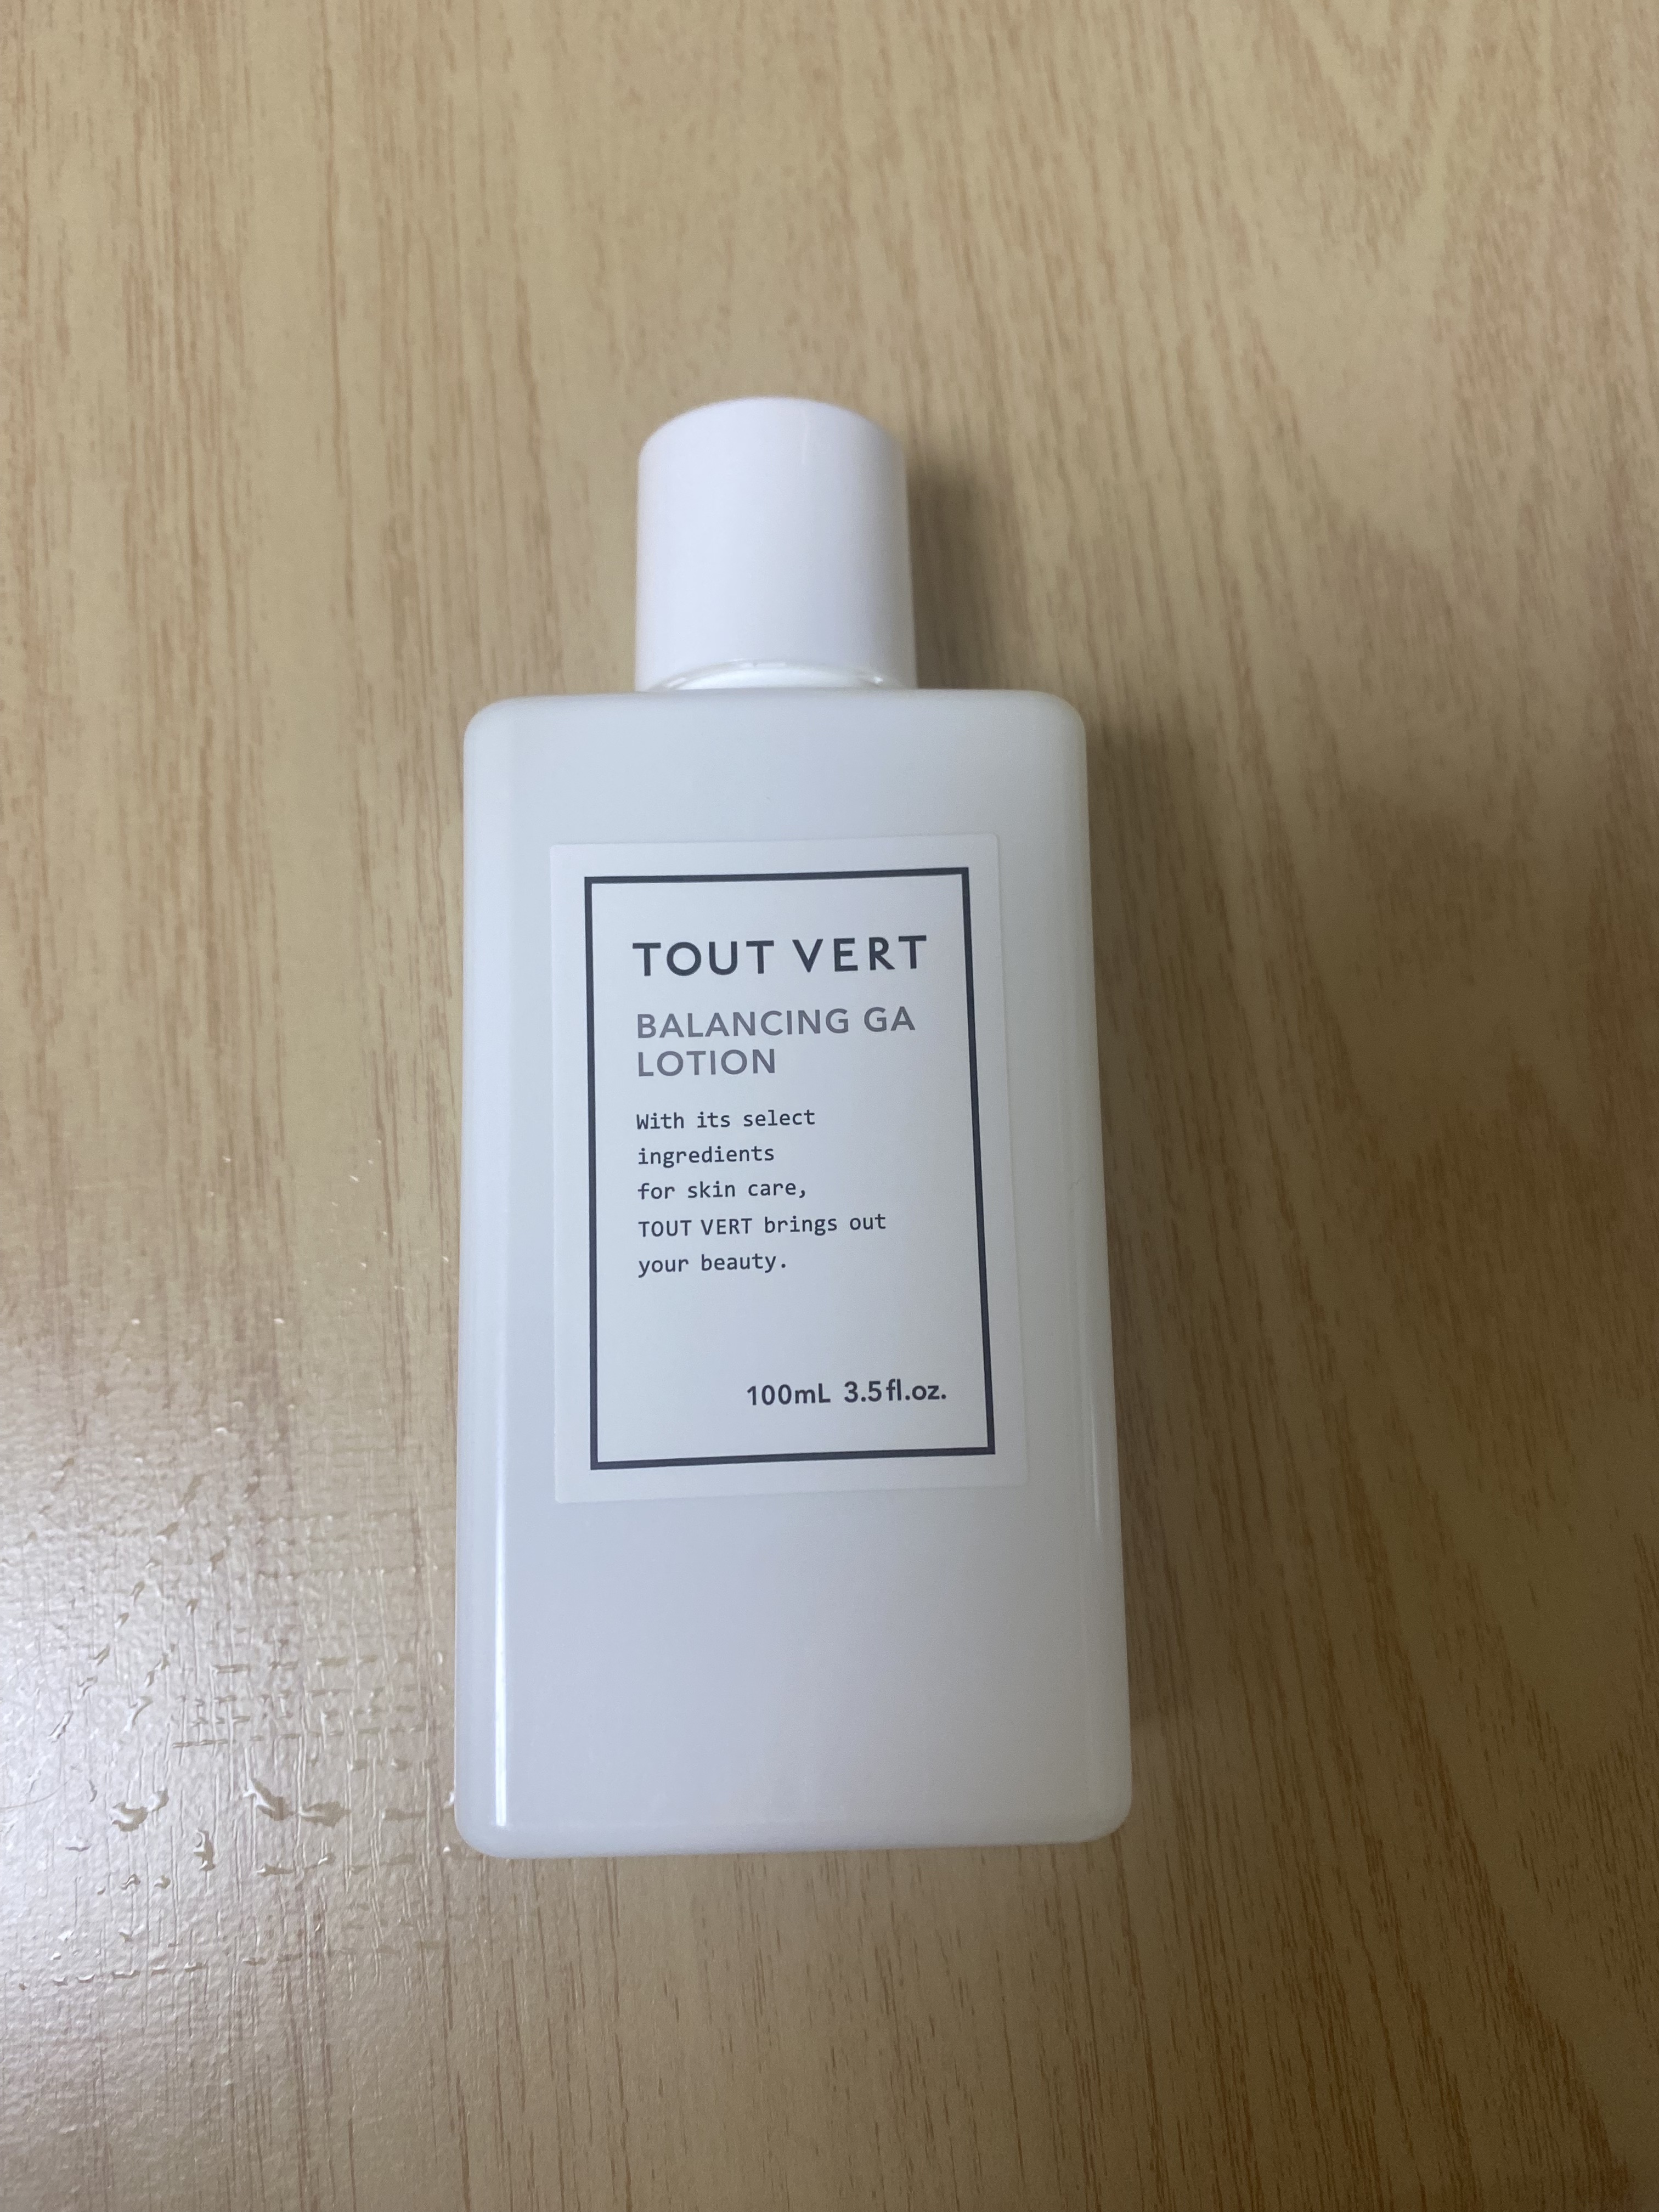 TOUT VERT
BALANCING GA
LOTION
With its select
ingredients
for skin care,
TOUT VERT brings out
your beauty.
100mL 3.5fl.oz.